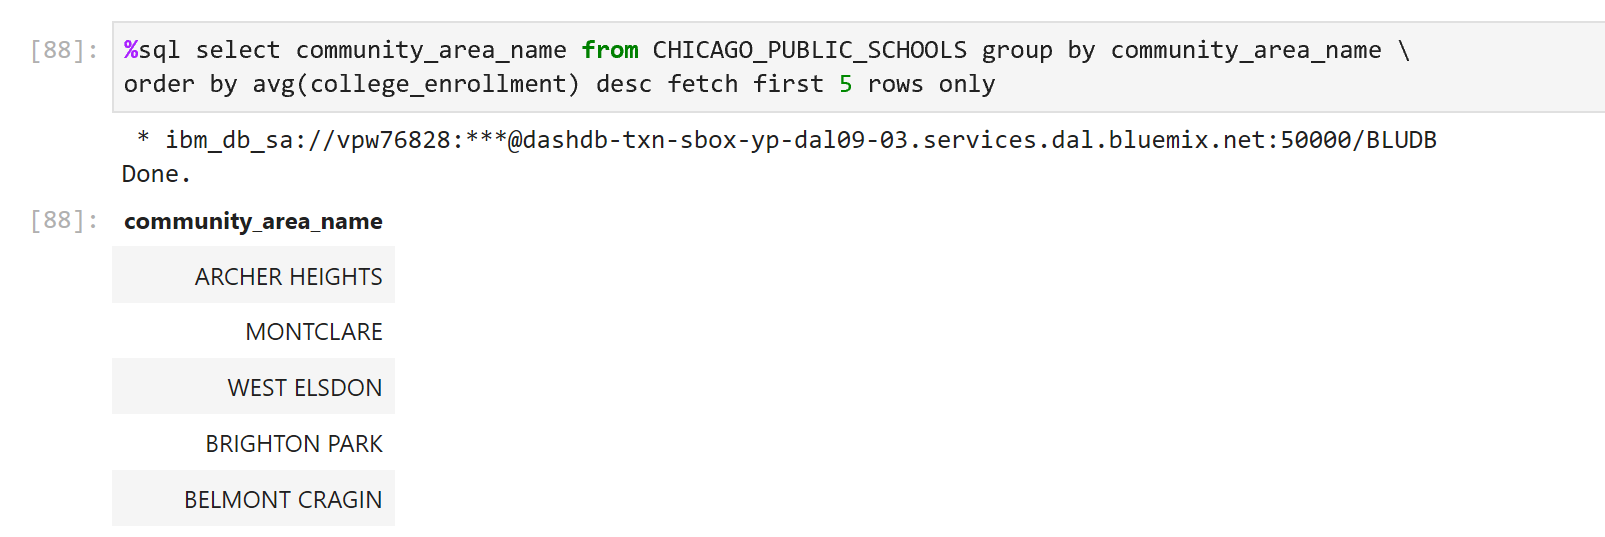 [88]: %sql select community_area_name from CHICAGO_PUBLIC_SCHOOLS group by community_area_name \
order by avg(college_enrollment) desc fetch first 5 rows only
* ibm_db_sa://vpw76828:***@dashdb-txn-sbox-yp-dal09-03.services.dal.bluemix.net:50000/BLUDB
Done.
[88]: community_area_name
ARCHER HEIGHTS
MONTCLARE
WEST ELSDON
BRIGHTON PARK
BELMONT CRAGIN